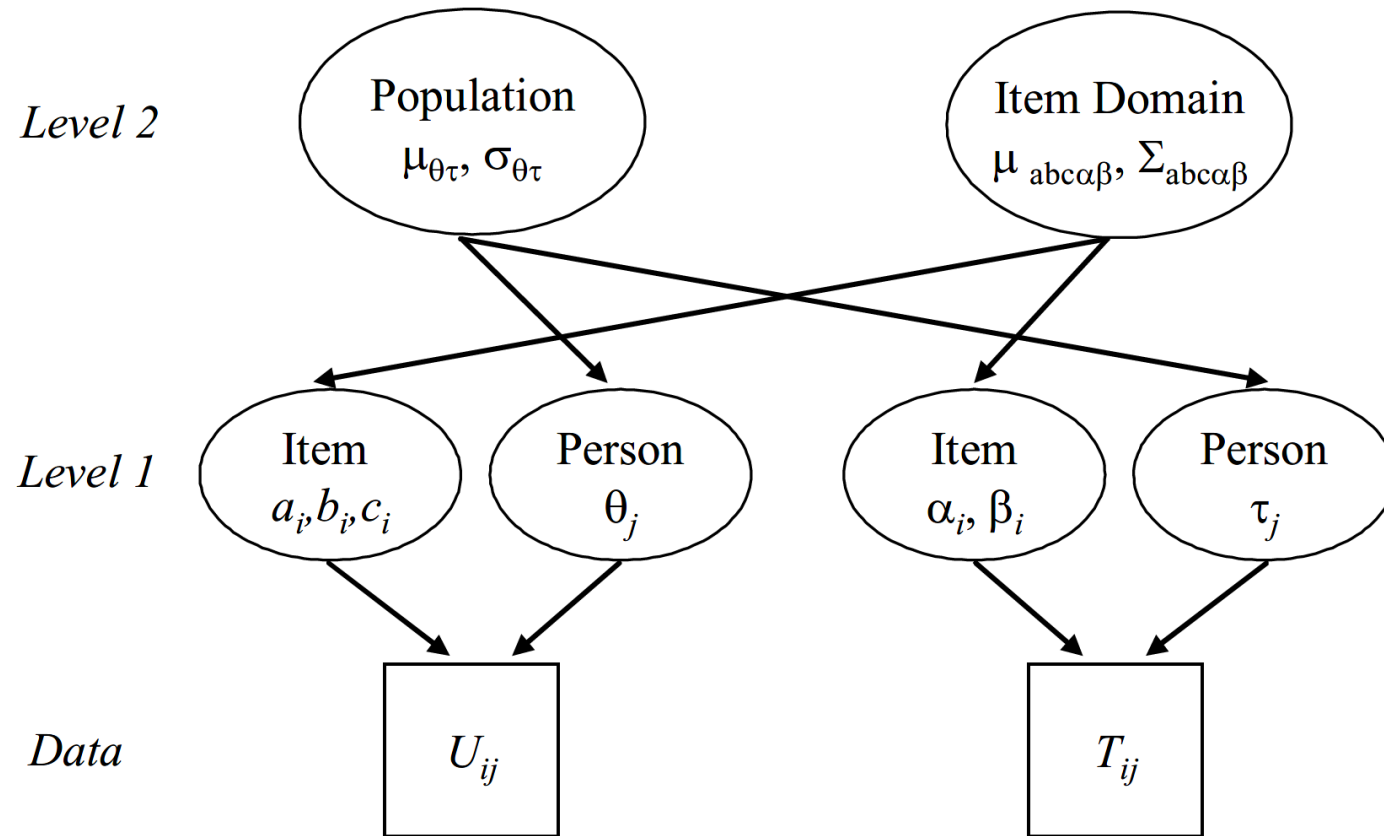 Level 2
Population
μθτ, σθτ
Item Domain
μ abcαβ, Σabcαβ
Level 1
Item
ai,bi,ci
Person
θj
Item
αi, βi
Person
τj
Data
Uij
Tij